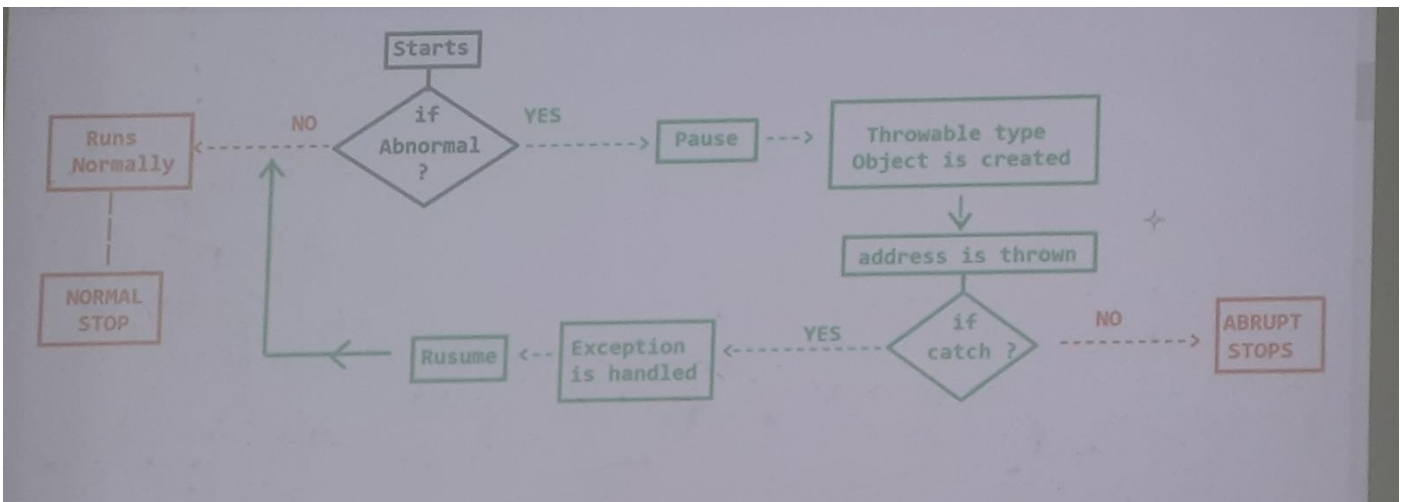 Starts
if
Abnormal
?
NO
YES
Runs
Normally
Pause
Throwable type
Object is created
address is thrown
NORMAL
STOP
if
catch ?
YES
NO
Exception
is handled
Rusume
ABRUPT
STOPS